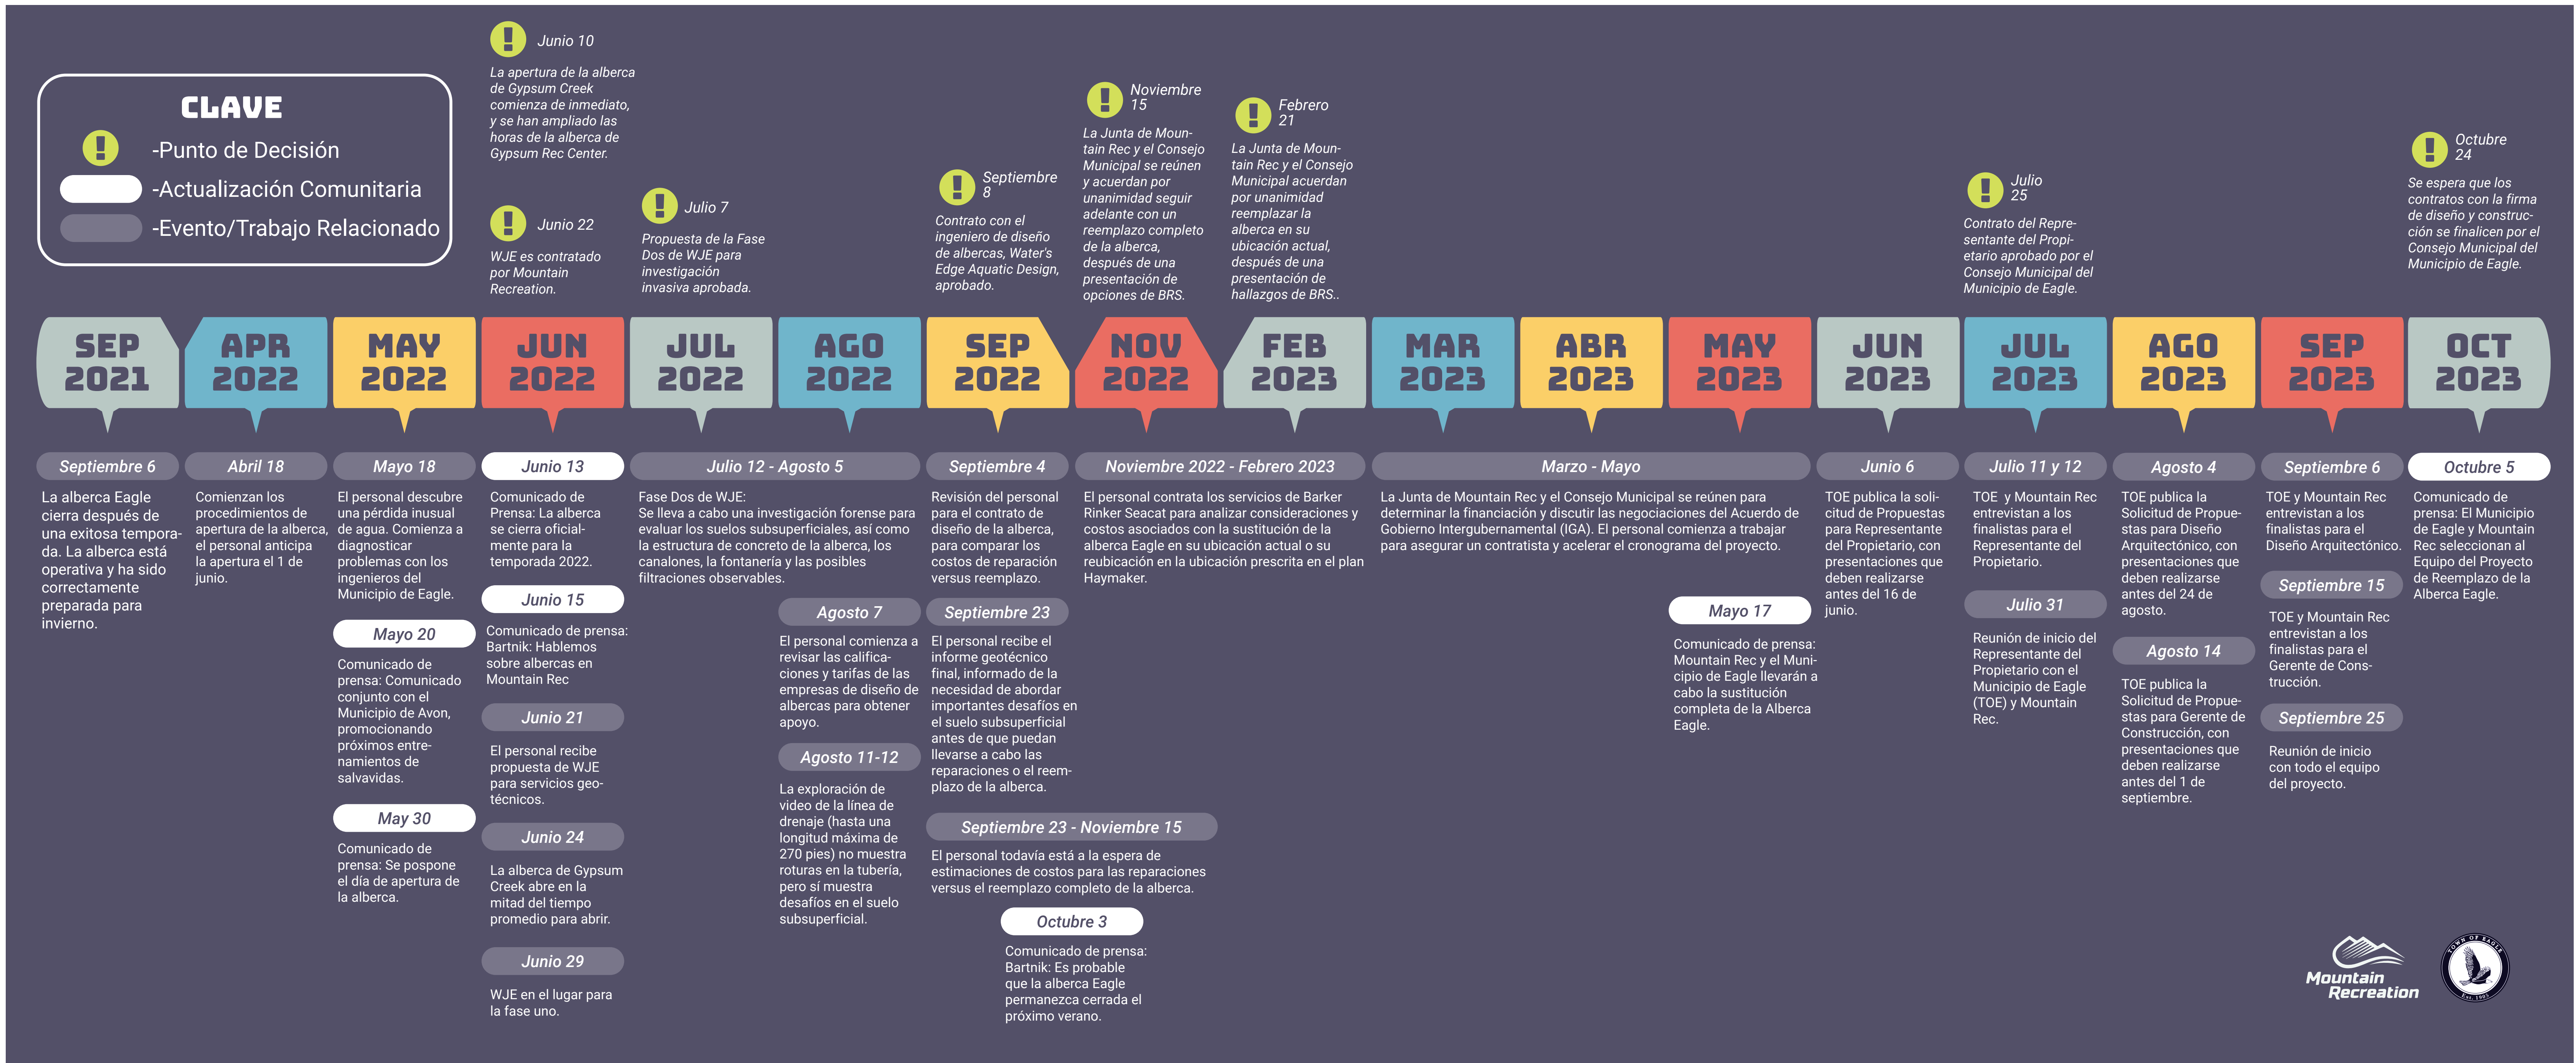 CLAVE
-Punto de Decisión
-Actualización Comunitaria
-Evento/Trabajo Relacionado
Junio 10
La apertura de la alberca
de Gypsum Creek
comienza de inmediato,
y se han ampliado las
horas de la alberca de
Gypsum Rec Center.
Junio 22
WJE es contratado
por Mountain
Recreation.
Julio 7
Propuesta de la Fase
Dos de WJE para
investigación
invasiva aprobada.
Septiembre
8
Contrato con el
ingeniero de diseño
de albercas, Water's
Edge Aquatic Design,
aprobado.
Noviembre
15
La Junta de Moun-
tain Rec y el Consejo
Municipal se reúnen
y acuerdan por
unanimidad seguir
adelante con un
reemplazo completo
de la alberca,
después de una
presentación de
opciones de BRS.
Febrero
21
La Junta de Moun-
tain Rec y el Consejo
Municipal acuerdan
por unanimidad
reemplazar la
alberca en su
ubicación actual,
después de una
presentación de
hallazgos de BRS..
Julio
25
Contrato del Repre-
sentante del Propi-
etario aprobado por el
Consejo Municipal del
Municipio de Eagle.
Octubre
24
Se espera que los
contratos con la firma
de diseño y construc-
ción se finalicen por el
Consejo Municipal del
Municipio de Eagle.
SEP
2021
APR
2022
MAY
2022
JUN
2022
JUL
2022
AGO
2022
SEP
2022
NOV
2022
FEB
2023
MAR
2023
ABR
2023
MAY
2023
JUN
2023
JUL
2023
AGO
2023
SEP
2023
OCT
2023
Septiembre 6
La alberca Eagle
cierra después de
una exitosa tempora-
da. La alberca está
operativa y ha sido
correctamente
preparada para
invierno.
Abril 18
Comienzan los
procedimientos de
apertura de la alberca,
el personal anticipa
la apertura el 1 de
junio.
Mayo 18
El personal descubre
una pérdida inusual
de agua. Comienza a
diagnosticar
problemas con los
ingenieros del
Municipio de Eagle.
Mayo 20
Comunicado de
prensa: Comunicado
conjunto con el
Municipio de Avon,
promocionando
próximos entre-
namientos de
salvavidas.
May 30
Comunicado de
prensa: Se pospone
el día de apertura de
la alberca.
Junio 13
Comunicado de
Prensa: La alberca
se cierra oficial-
mente para la
temporada 2022.
Junio 15
Comunicado de prensa:
Bartnik: Hablemos
sobre albercas en
Mountain Rec
Junio 21
El personal recibe
propuesta de WJE
para servicios geo-
técnicos.
Junio 24
La alberca de Gypsum
Creek abre en la
mitad del tiempo
promedio para abrir.
Junio 29
WJE en el lugar para
la fase uno.
Julio 12 - Agosto 5
Fase Dos de WJE:
Se lleva a cabo una investigación forense para
evaluar los suelos subsuperficiales, así como
la estructura de concreto de la alberca, los
canalones, la fontanería y las posibles
filtraciones observables.
Agosto 7
El personal comienza a
revisar las califica-
ciones y tarifas de las
empresas de diseño de
albercas para obtener
apoyo.
Agosto 11-12
La exploración de
video de la línea de
drenaje (hasta una
longitud máxima de
270 pies) no muestra
roturas en la tubería,
pero sí muestra
desafíos en el suelo
subsuperficial.
Septiembre 4
Revisión del personal
para el contrato de
diseño de la alberca,
para comparar los
costos de reparación
versus reemplazo.
Septiembre 23
El personal recibe el
informe geotécnico
final, informado de la
necesidad de abordar
importantes desafíos en
el suelo subsuperficial
antes de que puedan
llevarse a cabo las
reparaciones o el reem-
plazo de la alberca.
Septiembre 23 - Noviembre 15
El personal todavía está a la espera de
estimaciones de costos para las reparaciones
versus el reemplazo completo de la alberca.
Octubre 3
Comunicado de prensa:
Bartnik: Es probable
que la alberca Eagle
permanezca cerrada el
próximo verano.
Noviembre 2022 - Febrero 2023
El personal contrata los servicios de Barker
Rinker Seacat para analizar consideraciones y
costos asociados con la sustitución de la
alberca Eagle en su ubicación actual o su
reubicación en la ubicación prescrita en el plan
Haymaker.
Marzo - Mayo
La Junta de Mountain Rec y el Consejo Municipal se reúnen para
determinar la financiación y discutir las negociaciones del Acuerdo de
Gobierno Intergubernamental (IGA). El personal comienza a trabajar
para asegurar un contratista y acelerar el cronograma del proyecto.
Mayo 17
Comunicado de prensa:
Mountain Rec y el Muni-
cipio de Eagle llevarán a
cabo la sustitución
completa de la Alberca
Eagle.
Junio 6
TOE publica la soli-
citud de Propuestas
para Representante
del Propietario, con
presentaciones que
deben realizarse
antes del 16 de
junio.
Julio 11 y 12
TOE y Mountain Rec
entrevistan a los
finalistas para el
Representante del
Propietario.
Julio 31
Reunión de inicio del
Representante del
Propietario con el
Municipio de Eagle
(TOE) y Mountain
Rec.
Agosto 4
TOE publica la
Solicitud de Propue-
stas para Diseño
Arquitectónico, con
presentaciones que
deben realizarse
antes del 24 de
agosto.
Agosto 14
TOE publica la
Solicitud de Propue-
stas para Gerente de
Construcción, con
presentaciones que
deben realizarse
antes del 1 de
septiembre.
Septiembre 6
TOE y Mountain Rec
entrevistan a los
finalistas para el
Diseño Arquitectónico.
Septiembre 15
TOE y Mountain Rec
entrevistan a los
finalistas para el
Gerente de Cons-
trucción.
Septiembre 25
Reunión de inicio
con todo el equipo
del proyecto.
Octubre 5
Comunicado de
prensa: El Municipio
de Eagle y Mountain
Rec seleccionan al
Equipo del Proyecto
de Reemplazo de la
Alberca Eagle.
Mountain
Recreation
TOWN OF EAGLE
Est. 1905